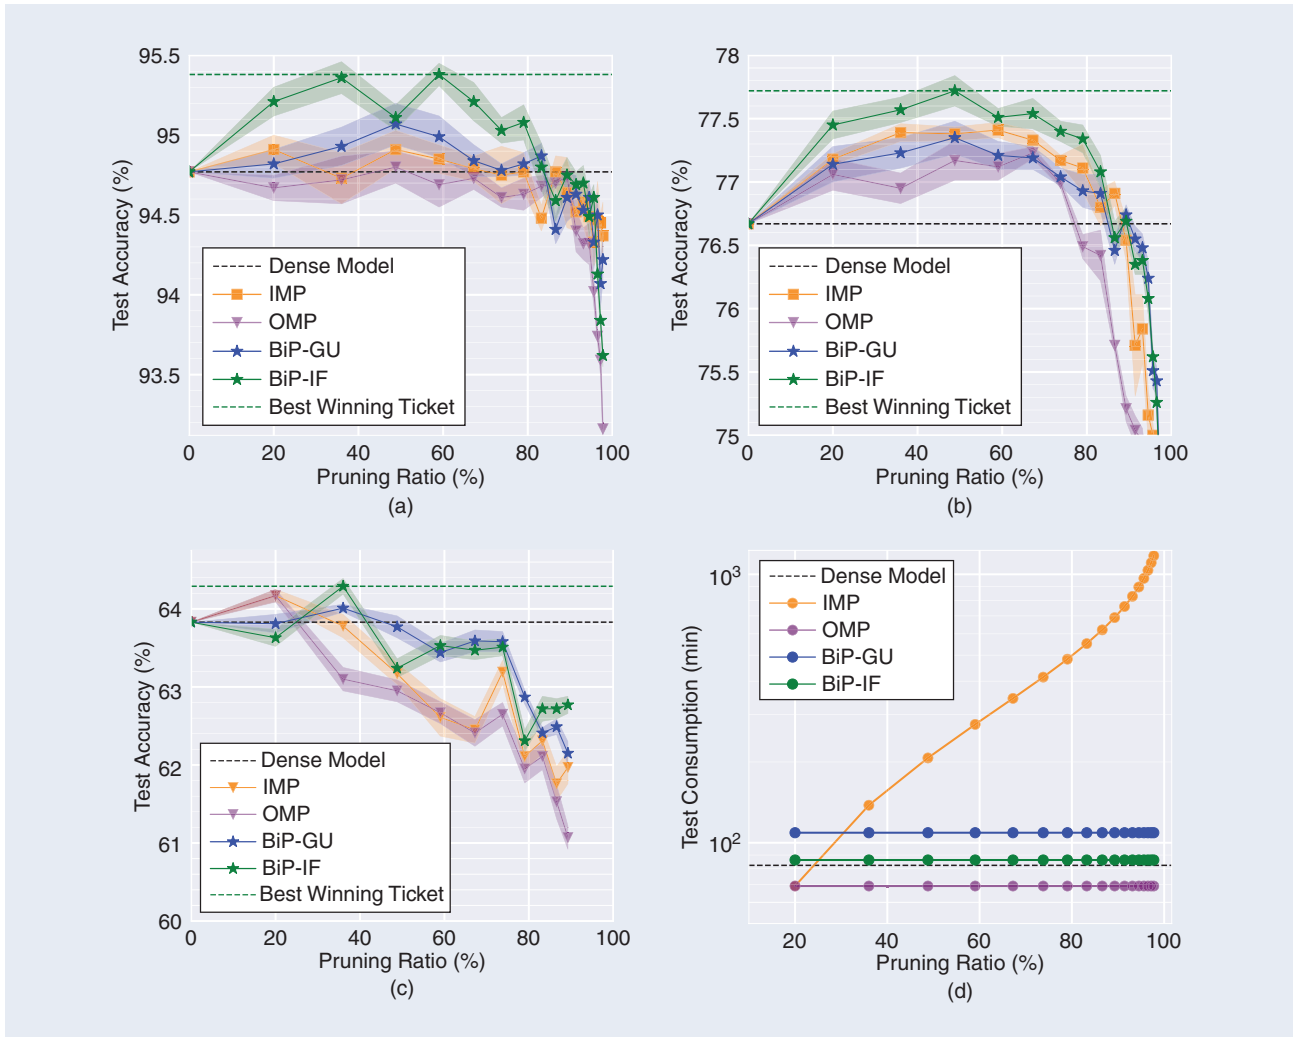 95.5
95
94.5
94
93.5
Test Accuracy (%)
Dense Model
IMP
OMP
BiP-GU
BiP-IF
Best Winning Ticket
0 20 40 60 80 100
Pruning Ratio (%)
(a)
78
77.5
77
76.5
76
75.5
75
Test Accuracy (%)
Dense Model
IMP
OMP
BiP-GU
BiP-IF
Best Winning Ticket
0 20 40 60 80 100
Pruning Ratio (%)
(b)
64
63
62
61
60
Test Accuracy (%)
Dense Model
IMP
OMP
BiP-GU
BiP-IF
Best Winning Ticket
0 20 40 60 80 100
Pruning Ratio (%)
(c)
10³
10²
Test Consumption (min)
Dense Model
IMP
OMP
BiP-GU
BiP-IF
20 40 60 80 100
Pruning Ratio (%)
(d)